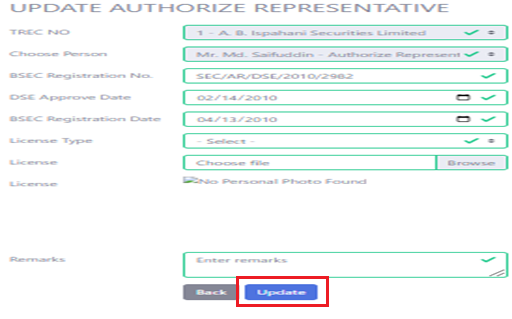 UPDATE AUTHORIZE REPRESENTATIVE
TREC NO 1 - A. B. Ispahani Securities Limited
Choose Person Mr. Md. Saifuddin - Authorize Represent
BSEC Registration No. SEC/AR/DSE/2010/2982
DSE Approve Date 02/14/2010
BSEC Registration Date 04/13/2010
License Type - Select -
License Choose file Browse
License No Personal Photo Found
Remarks Enter remarks
Back Update